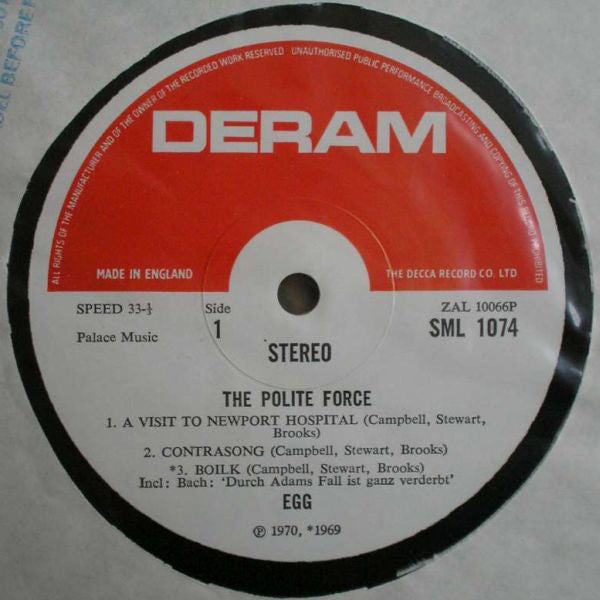 ALL RIGHTS OF THE MANUFACTURER AND OF THE OWNER OF THE RECORDED WORK RESERVED UNAUTHORISED PUBLIC PERFORMANCE BROADCASTING AND COPYING OF THIS RECORD PROHIBITED
DERAM
MADE IN ENGLAND
THE DECCA RECORD CO. LTD
SPEED 33-⅓
Side
ZAL 10066P
Palace Music
1
SML 1074
STEREO
THE POLITE FORCE
1. A VISIT TO NEWPORT HOSPITAL (Campbell, Stewart,
Brooks)
2. CONTRASONG (Campbell, Stewart, Brooks)
*3. BOILK (Campbell, Stewart, Brooks)
Incl: Bach: ‘Durch Adams Fall ist ganz verderbt’
EGG
℗ 1970, *1969
BEFORE